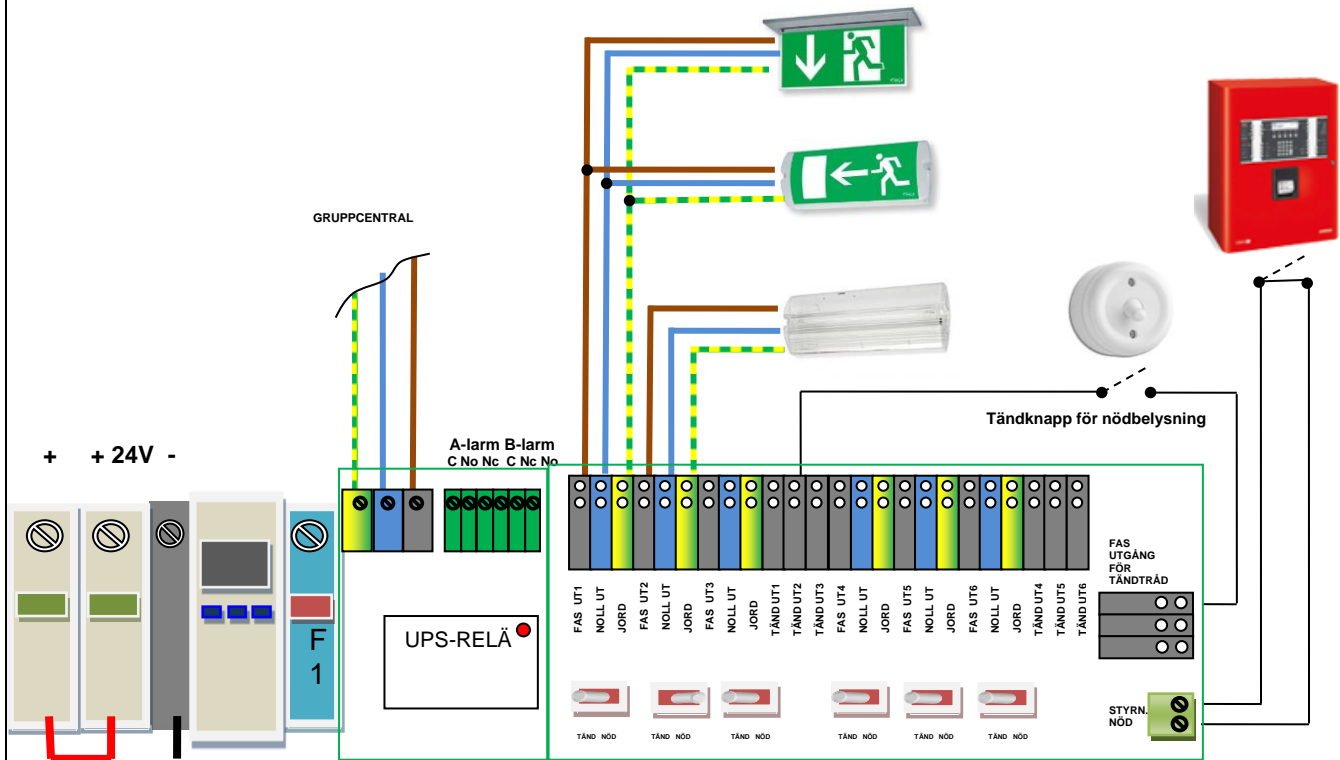 GRUPPCENTRAL
Tändknapp för nödbelysning
+ + 24V -
A-larm B-larm
C No Nc C Nc No
F
1
UPS-RELÄ
FAS UT1
NOLL UT
JORD
FAS UT2
NOLL UT
JORD
FAS UT3
NOLL UT
JORD
TÄND UT1
TÄND UT2
TÄND UT3
FAS UT4
NOLL UT
JORD
FAS UT5
NOLL UT
JORD
FAS UT6
NOLL UT
JORD
TÄND UT4
TÄND UT5
TÄND UT6
FAS
UTGÅNG
FÖR
TÄNDTRÅD
STYRN.
NÖD
TÄND NÖD
TÄND NÖD
TÄND NÖD
TÄND NÖD
TÄND NÖD
TÄND NÖD